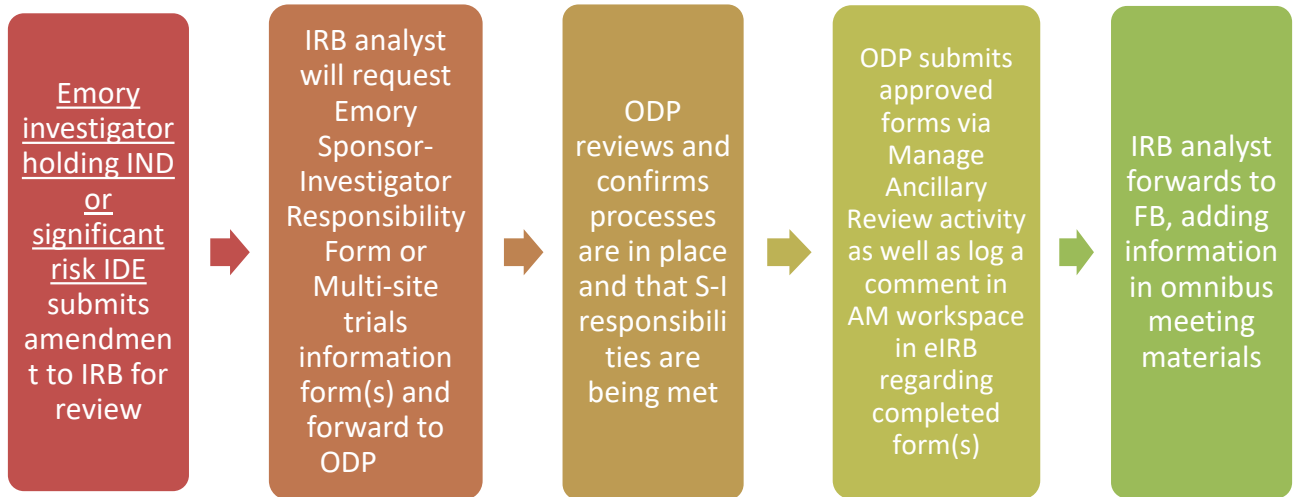 Emory
investigator
holding IND
or
significant
risk IDE
submits
amendmen
t to IRB for
review
IRB analyst
will request
Emory
Sponsor-
Investigator
Responsibility
Form or
Multi-site
trials
information
form(s) and
forward to
ODP
ODP
reviews and
confirms
processes
are in place
and that S-I
responsibili
ties are
being met
ODP submits
approved
forms via
Manage
Ancillary
Review activity
as well as log a
comment in
AM workspace
in eIRB
regarding
completed
form(s)
IRB analyst
forwards to
FB, adding
information
in omnibus
meeting
materials